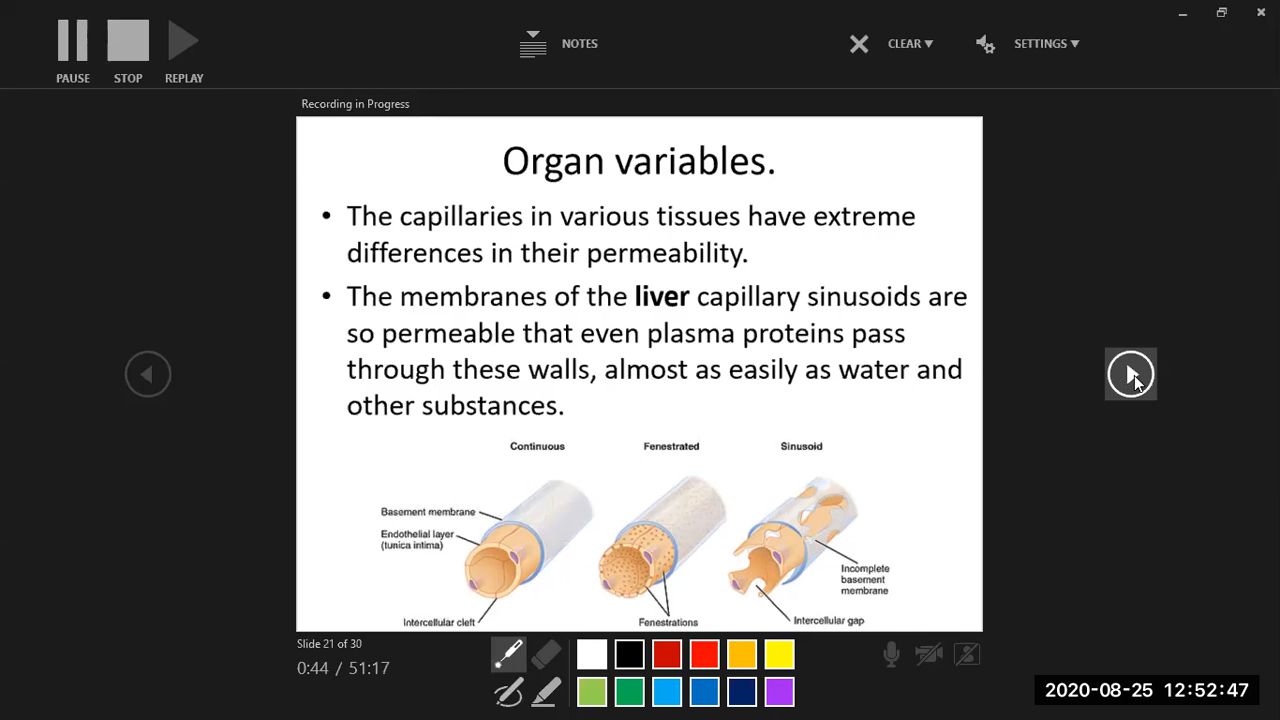 PAUSE STOP REPLAY
NOTES
CLEAR
SETTINGS
Recording in Progress
Organ variables.
• The capillaries in various tissues have extreme
differences in their permeability.
• The membranes of the liver capillary sinusoids are
so permeable that even plasma proteins pass
through these walls, almost as easily as water and
other substances.
Continuous Fenestrated Sinusoid
Basement membrane
Endothelial layer
(tunica intima)
Intercellular cleft
Fenestrations
Incomplete
basement
membrane
Intercellular gap
Slide 21 of 30
0:44 / 51:17
2020-08-25 12:52:47